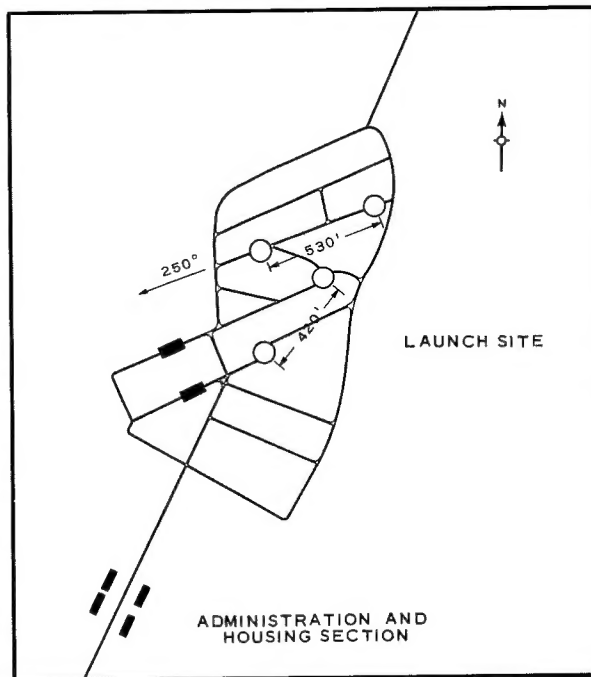 N
530'
250°
420'
LAUNCH SITE
ADMINISTRATION AND
HOUSING SECTION